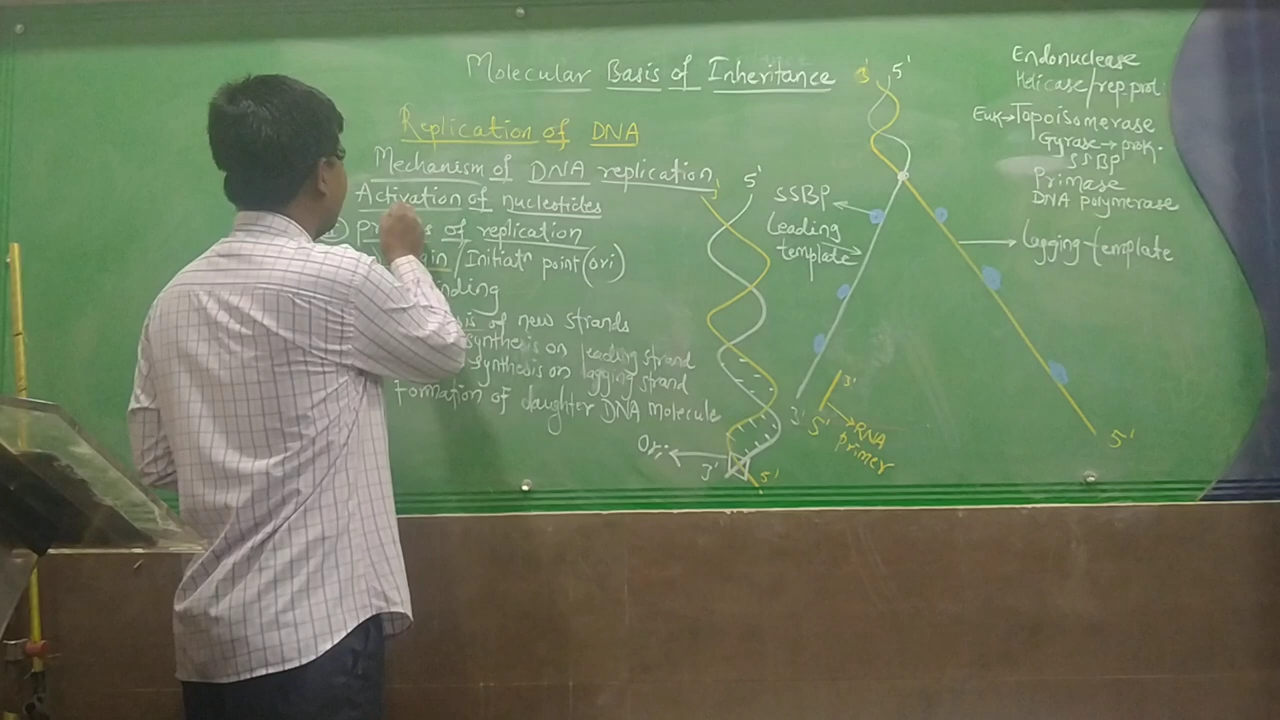 Molecular Basis of Inheritance
Replication of DNA
Mechanism of DNA replication
Activation of nucleotides
of replication
/Initiatn point (ori)
of new strands
synthesis on leading strand
synthesis on lagging strand
Formation of daughter DNA molecule
3' 5'
Ori
3' 5'
3' 5'
SSBP
Leading
template
Lagging template
3'
5'
3'
5'
RNA
primer
Endonuclease
Helicase/rep.prot.
Euk→Topoisomerase
Gyrase→prok.
SSBP
Primase
DNA polymerase